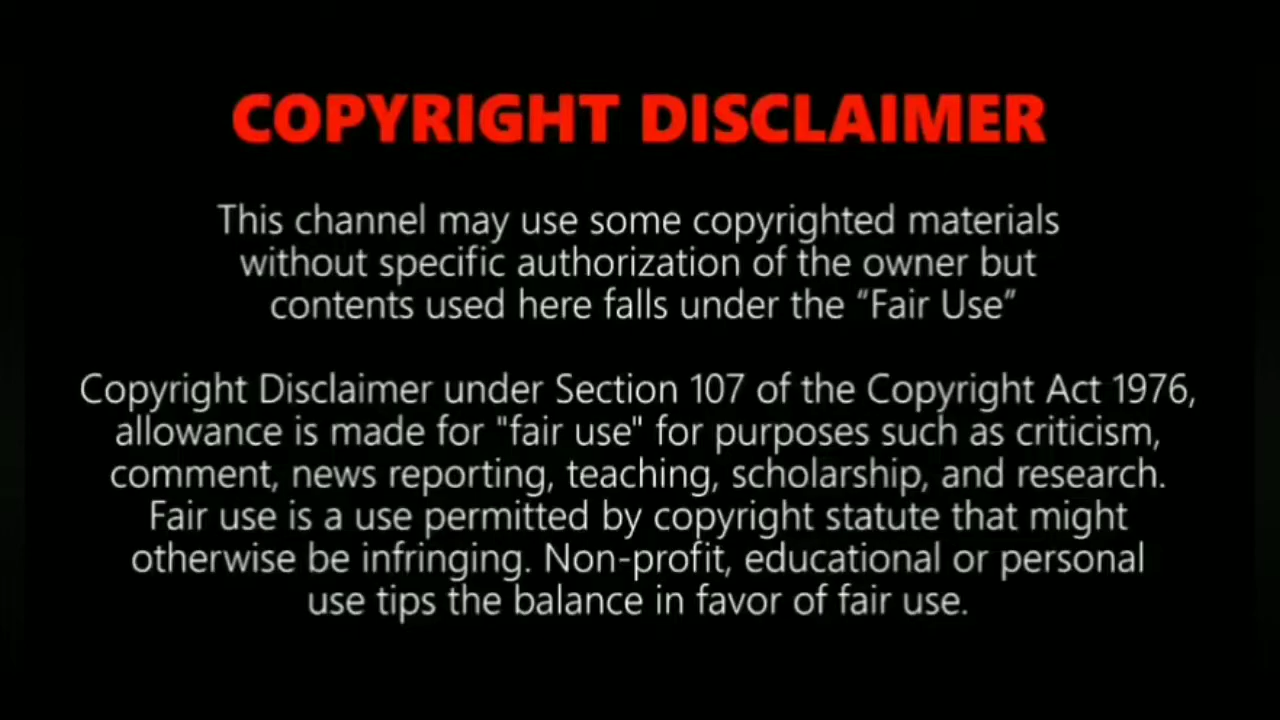 COPYRIGHT DISCLAIMER
This channel may use some copyrighted materials
without specific authorization of the owner but
contents used here falls under the “Fair Use”
Copyright Disclaimer under Section 107 of the Copyright Act 1976,
allowance is made for "fair use" for purposes such as criticism,
comment, news reporting, teaching, scholarship, and research.
Fair use is a use permitted by copyright statute that might
otherwise be infringing. Non-profit, educational or personal
use tips the balance in favor of fair use.